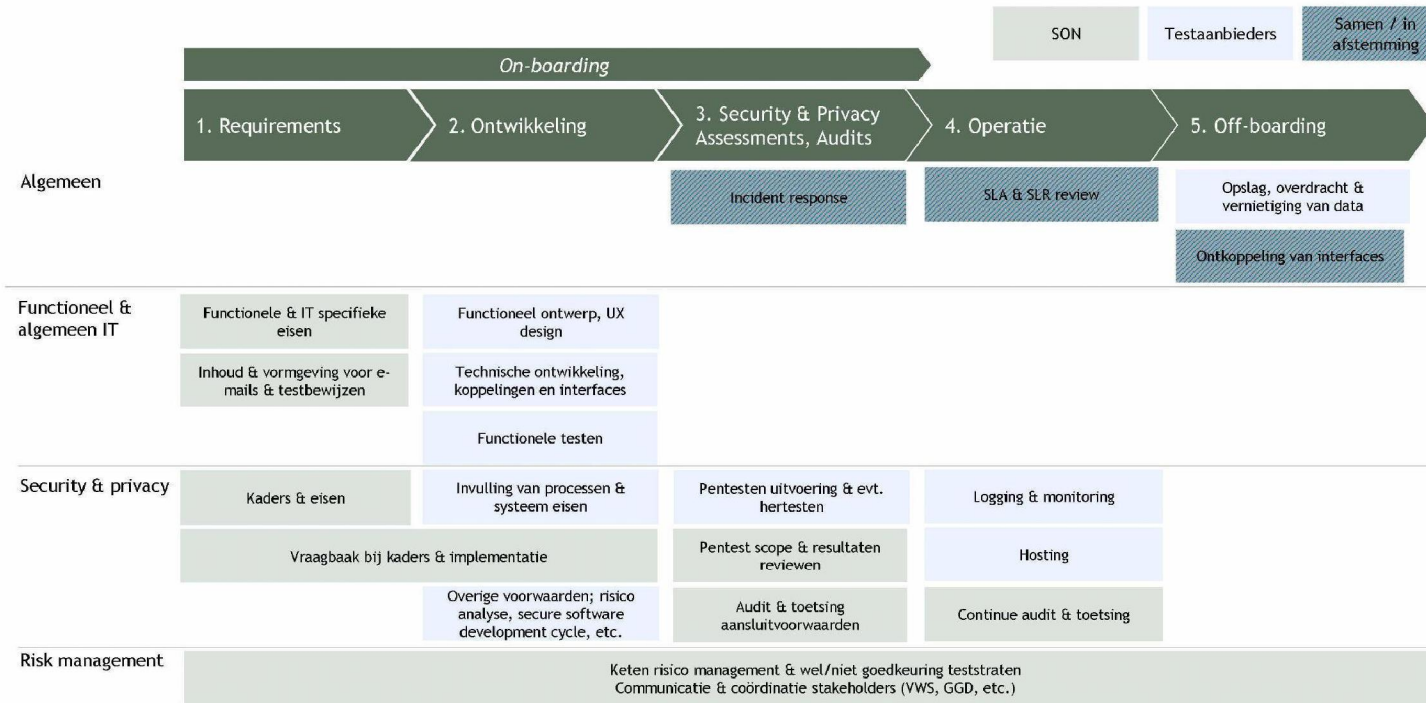 SON
Testaanbieders
Samen / in
afstemming
On-boarding
1. Requirements
2. Ontwikkeling
3. Security & Privacy
Assessments, Audits
4. Operatie
5. Off-boarding
Algemeen
Incident response
SLA & SLR review
Opslag, overdracht &
vernietiging van data
Ontkoppeling van interfaces
Functioneel &
algemeen IT
Functionele & IT specifieke
eisen
Functioneel ontwerp, UX
design
Inhoud & vormgeving voor e-
mails & testbewijzen
Technische ontwikkeling,
koppelingen en interfaces
Functionele testen
Security & privacy
Kaders & eisen
Invulling van processen &
systeem eisen
Pentesten uitvoering & evt.
hertesten
Logging & monitoring
Vraagbaak bij kaders & implementatie
Pentest scope & resultaten
reviewen
Hosting
Overige voorwaarden; risico
analyse, secure software
development cycle, etc.
Audit & toetsing
aansluitvoorwaarden
Continue audit & toetsing
Risk management
Keten risico management & wel/niet goedkeuring teststraten
Communicatie & coördinatie stakeholders (VWS, GGD, etc.)